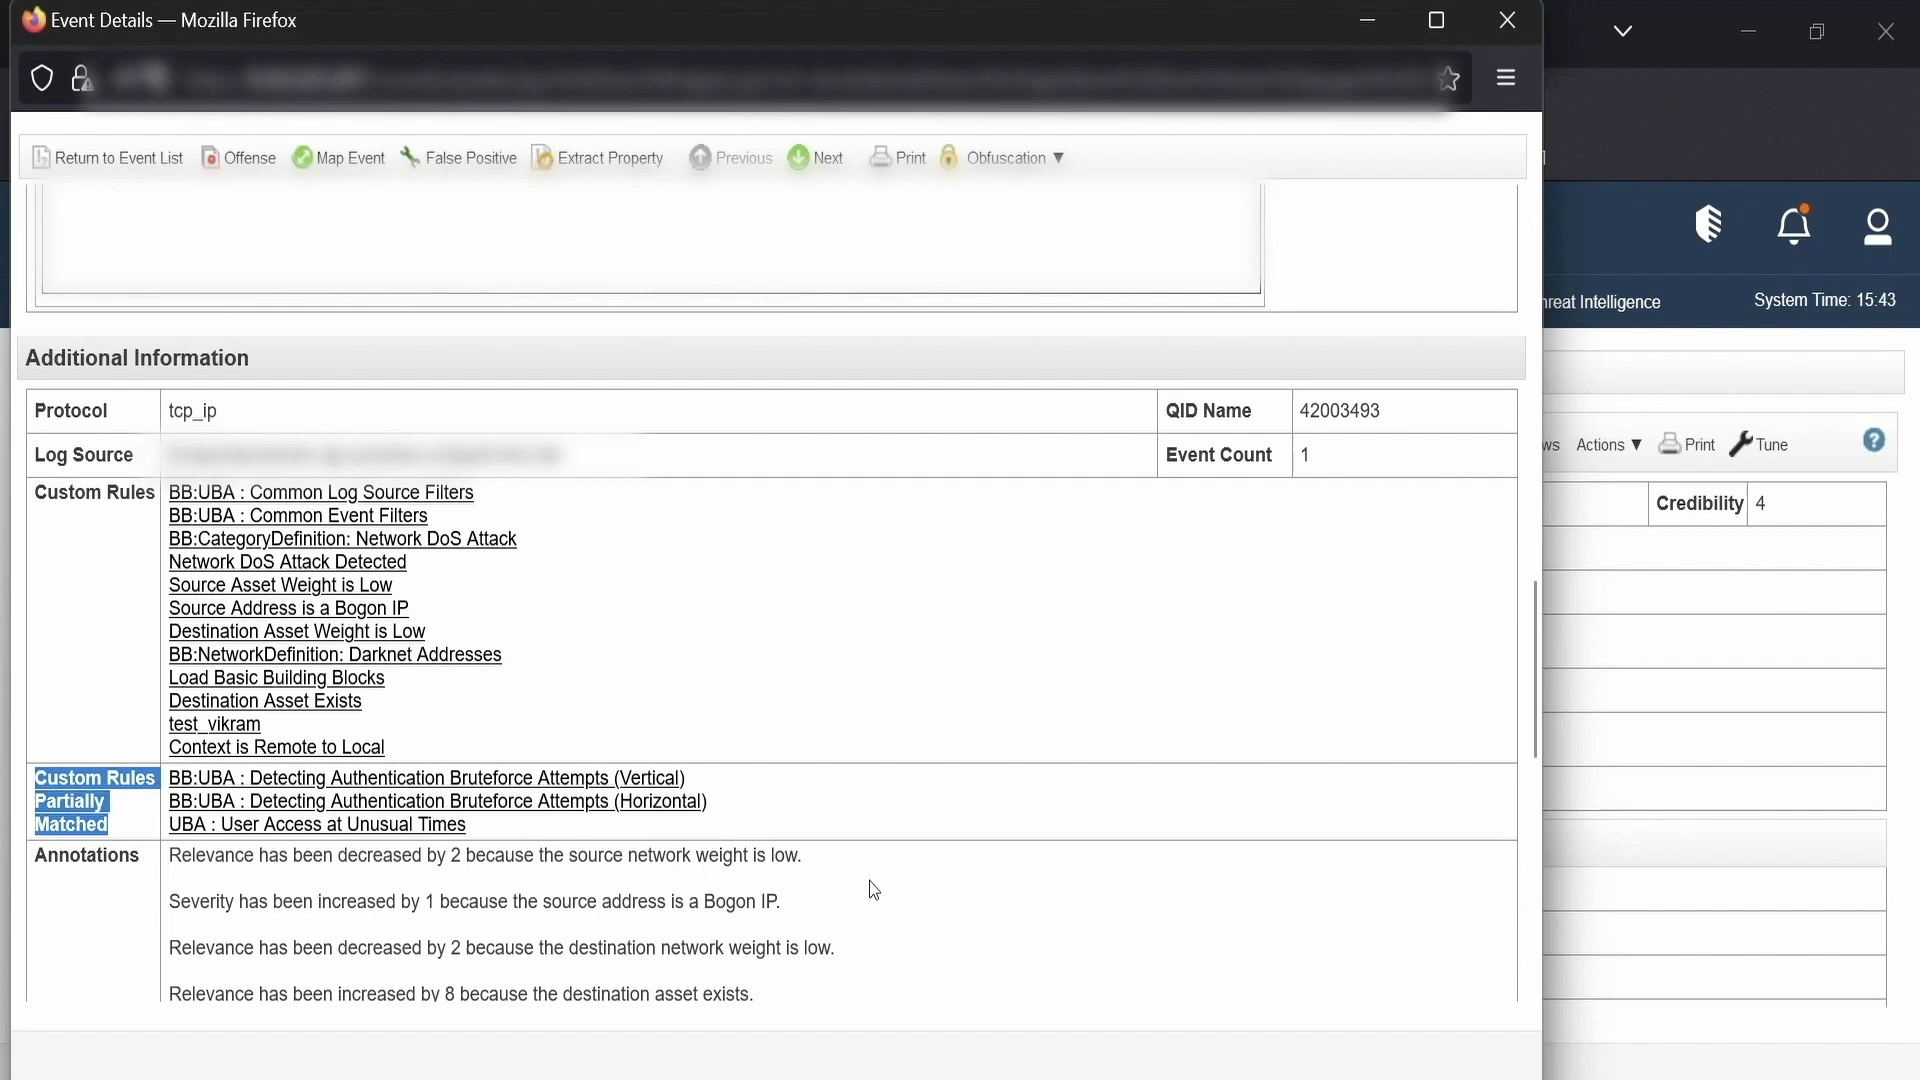 Event Details — Mozilla Firefox
Return to Event List Offense Map Event False Positive Extract Property Previous Next Print Obfuscation ▼
hreat Intelligence System Time: 15:43
Additional Information
Protocol tcp_ip QID Name 42003493
Log Source Event Count 1
ws Actions ▼ Print Tune ?
Credibility 4
Custom Rules BB:UBA : Common Log Source Filters
BB:UBA : Common Event Filters
BB:CategoryDefinition: Network DoS Attack
Network DoS Attack Detected
Source Asset Weight is Low
Source Address is a Bogon IP
Destination Asset Weight is Low
BB:NetworkDefinition: Darknet Addresses
Load Basic Building Blocks
Destination Asset Exists
test_vikram
Context is Remote to Local
Custom Rules BB:UBA : Detecting Authentication Bruteforce Attempts (Vertical)
Partially BB:UBA : Detecting Authentication Bruteforce Attempts (Horizontal)
Matched UBA : User Access at Unusual Times
Annotations Relevance has been decreased by 2 because the source network weight is low.
Severity has been increased by 1 because the source address is a Bogon IP.
Relevance has been decreased by 2 because the destination network weight is low.
Relevance has been increased by 8 because the destination asset exists.